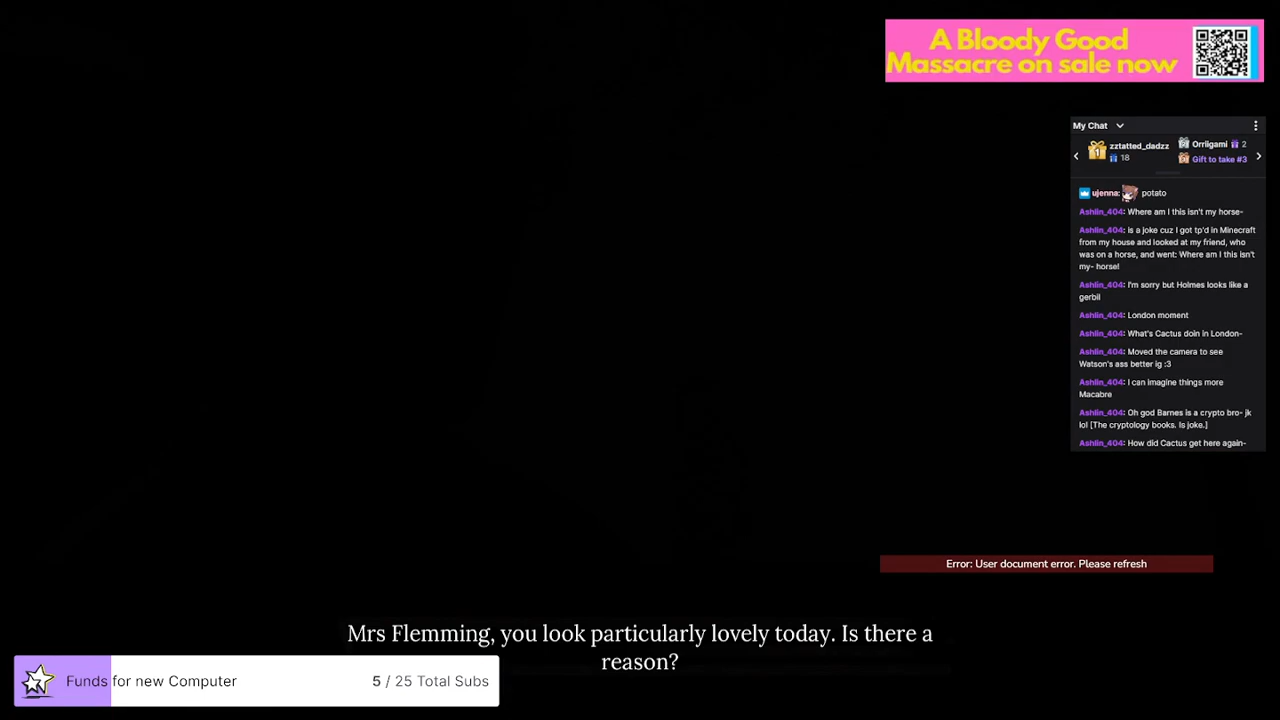 A Bloody Good
Massacre on sale now
My Chat
zztatted_dadzz
18
Orriigami 2
Gift to take #3
ujenna: potato
Ashlin_404: Where am I this isn't my horse-
Ashlin_404: is a joke cuz I got tp'd in Minecraft
from my house and looked at my friend, who
was on a horse, and went: Where am I this isn't
my- horse!
Ashlin_404: I'm sorry but Holmes looks like a
gerbil
Ashlin_404: London moment
Ashlin_404: What's Cactus doin in London-
Ashlin_404: Moved the camera to see
Watson's ass better ig :3
Ashlin_404: I can imagine things more
Macabre
Ashlin_404: Oh god Barnes is a crypto bro- jk
lol [The cryptology books. Is joke.]
Ashlin_404: How did Cactus get here again-
Error: User document error. Please refresh
Mrs Flemming, you look particularly lovely today. Is there a
reason?
Funds for new Computer 5 / 25 Total Subs